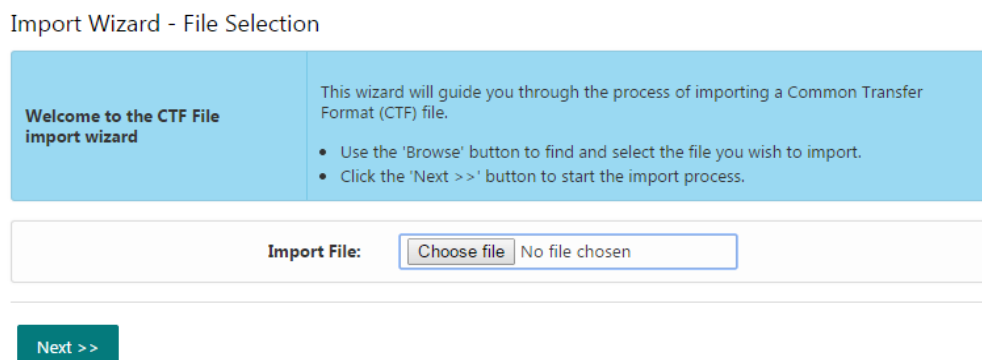 Import Wizard - File Selection
Welcome to the CTF File
import wizard
This wizard will guide you through the process of importing a Common Transfer
Format (CTF) file.
• Use the 'Browse' button to find and select the file you wish to import.
• Click the 'Next >>' button to start the import process.
Import File: Choose file No file chosen
Next >>